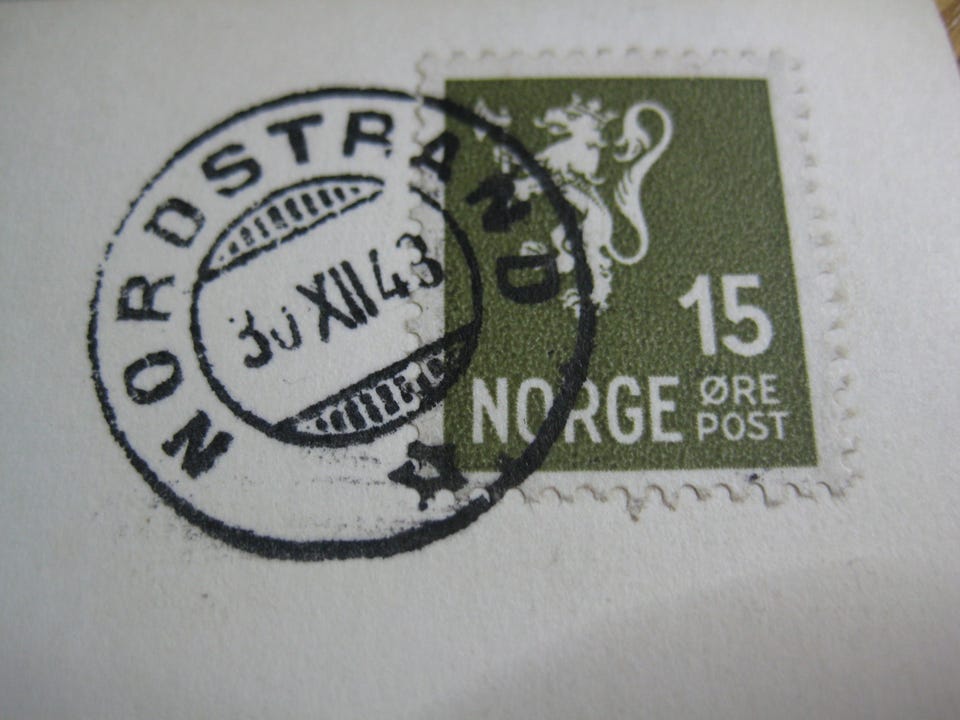 NORDSTRAND
30 XII 43
15
NORGE ØRE
POST